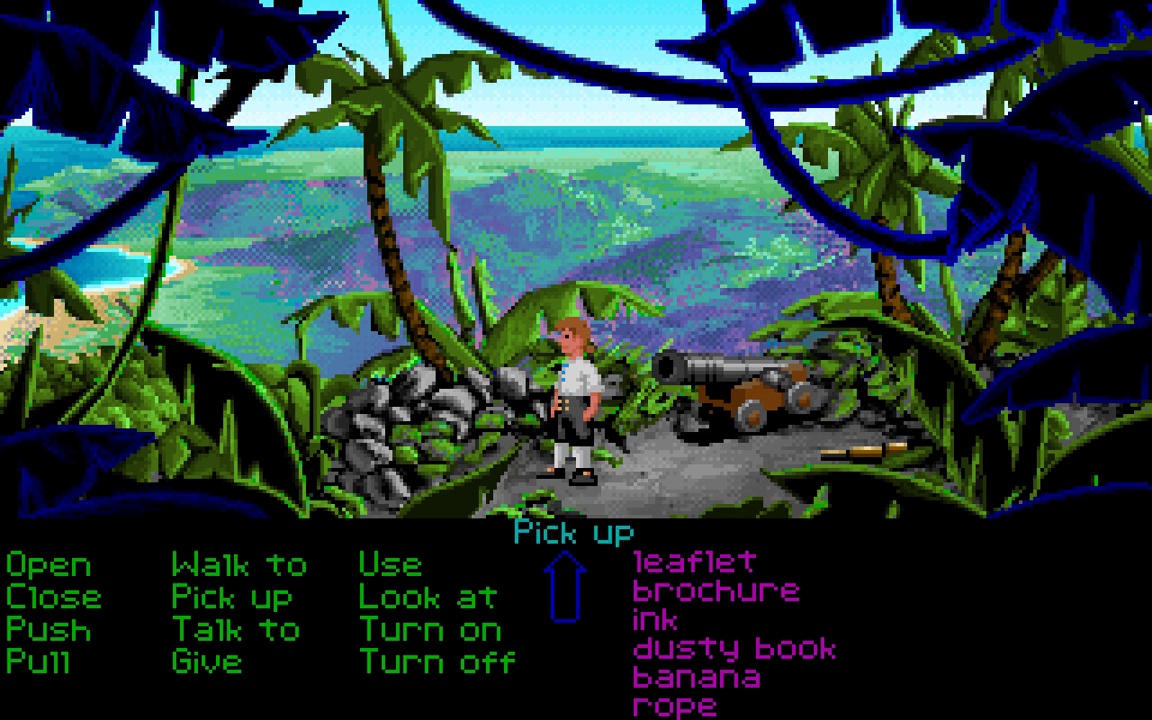 Pick up
Open Walk to Use
Close Pick up Look at
Push Talk to Turn on
Pull Give Turn off
leaflet
brochure
ink
dusty book
banana
rope